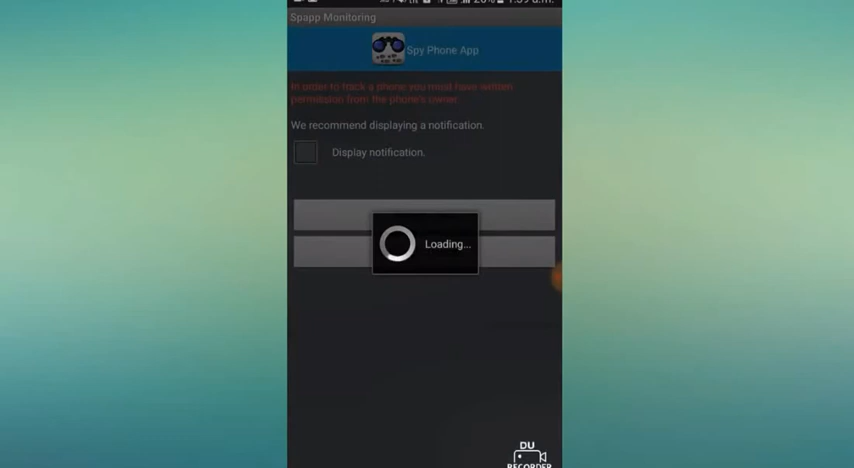 Spapp Monitoring
Spy Phone App
In order to track a phone you must have written
permission from the phone's owner.
We recommend displaying a notification.
Display notification.
Loading...
DU
RECORDER